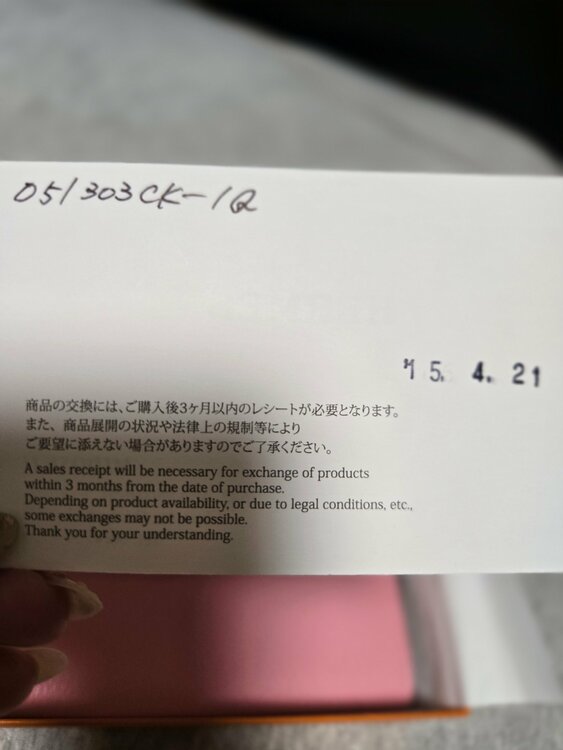 051303CK-1Q
'15. 4. 21
商品の交換には、ご購入後3ヶ月以内のレシートが必要となります。
また、商品展開の状況や法律上の規制等により
ご要望に添えない場合がありますのでご了承ください。
A sales receipt will be necessary for exchange of products
within 3 months from the date of purchase.
Depending on product availability, or due to legal conditions, etc.,
some exchanges may not be possible.
Thank you for your understanding.